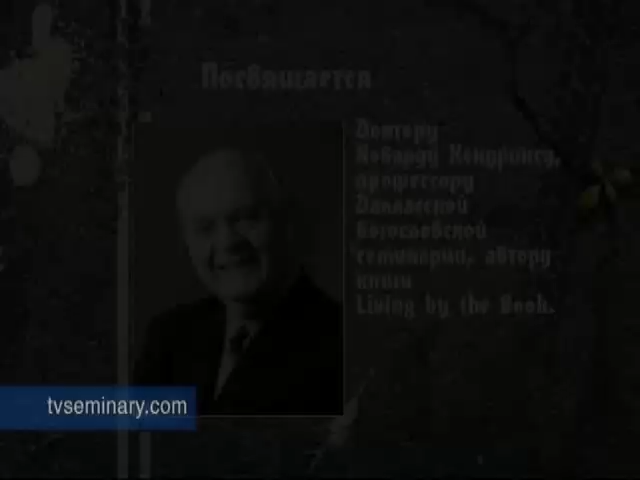 Посвящается
Доктору
Ховарду Хендриксу,
профессору
Далласской
богословской
семинарии, автору
книги
Living by the Book.
tvseminary.com